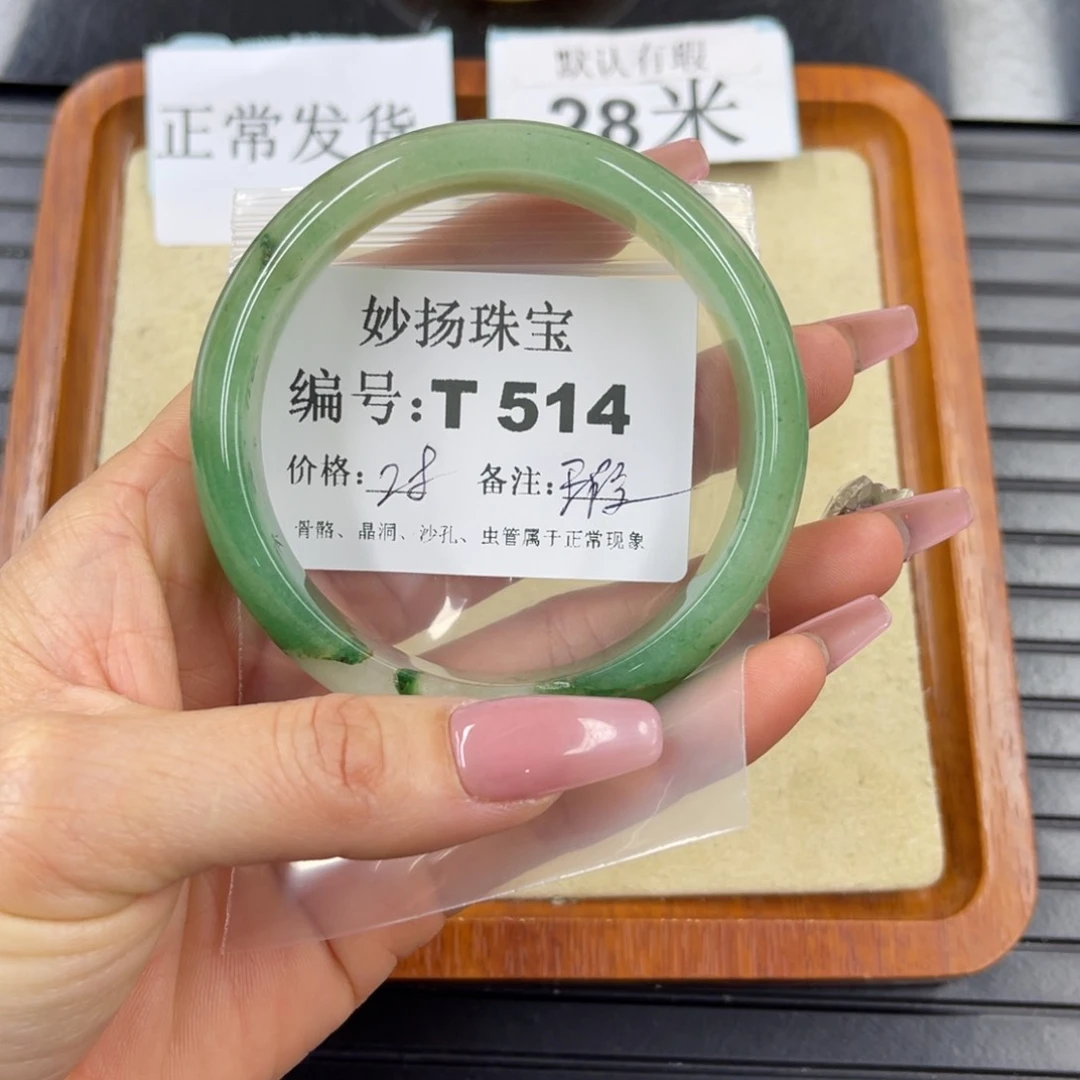 正常发货
默认有瑕
28米
妙扬珠宝
编号:T 514
价格:28 备注:
骨骼、晶洞、沙孔、虫管属于正常现象